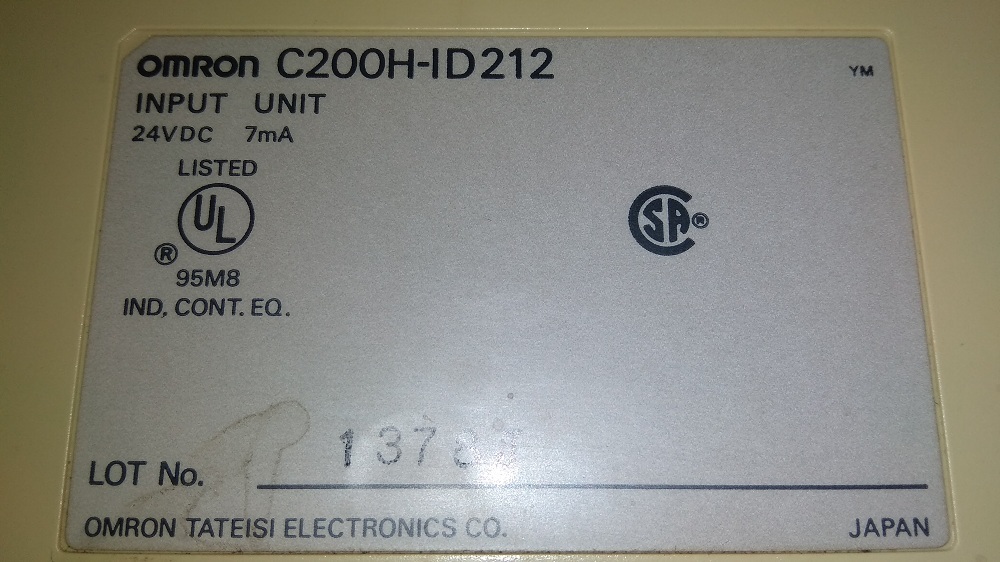 OMRON C200H-ID212 YM
INPUT UNIT
24VDC 7mA
LISTED
UL
®
95M8
IND, CONT. EQ.
CSA®
LOT No.
OMRON TATEISI ELECTRONICS CO. JAPAN